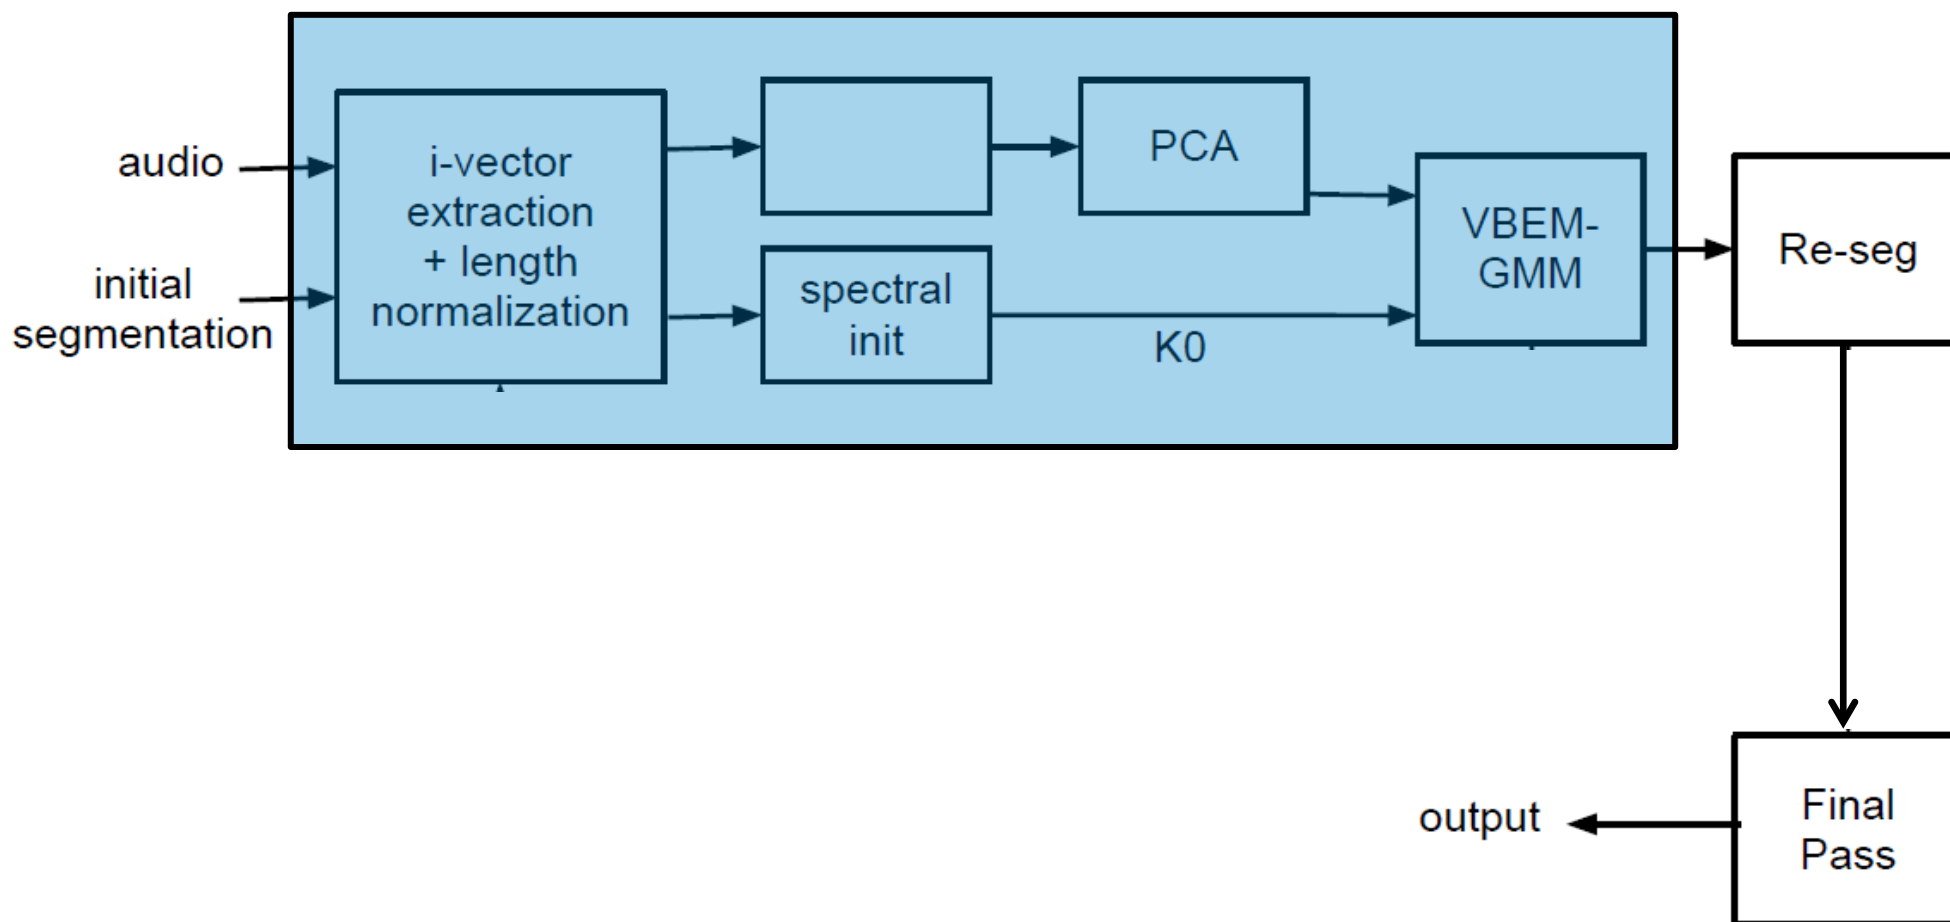 audio
initial
segmentation
i-vector
extraction
+ length
normalization
PCA
spectral
init
K0
VBEM-
GMM
Re-seg
Final
Pass
output